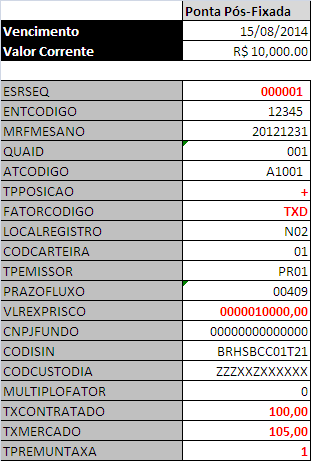 Ponta Pós-Fixada
Vencimento 15/08/2014
Valor Corrente R$ 10,000.00
ESRSEQ 000001
ENTCODIGO 12345
MRFMESANO 20121231
QUAID 001
ATCODIGO A1001
TPPOSICAO +
FATORCODIGO TXD
LOCALREGISTRO N02
CODCARTEIRA 01
TPEMISSOR PR01
PRAZOFLUXO 00409
VLREXPRISCO 0000010000,00
CNPJFUNDO 00000000000000
CODISIN BRHSBCC01T21
CODCUSTODIA ZZZXXZXXXXXX
MULTIPLOFATOR 0
TXCONTRATADO 100,00
TXMERCADO 105,00
TPREMUNTAXA 1